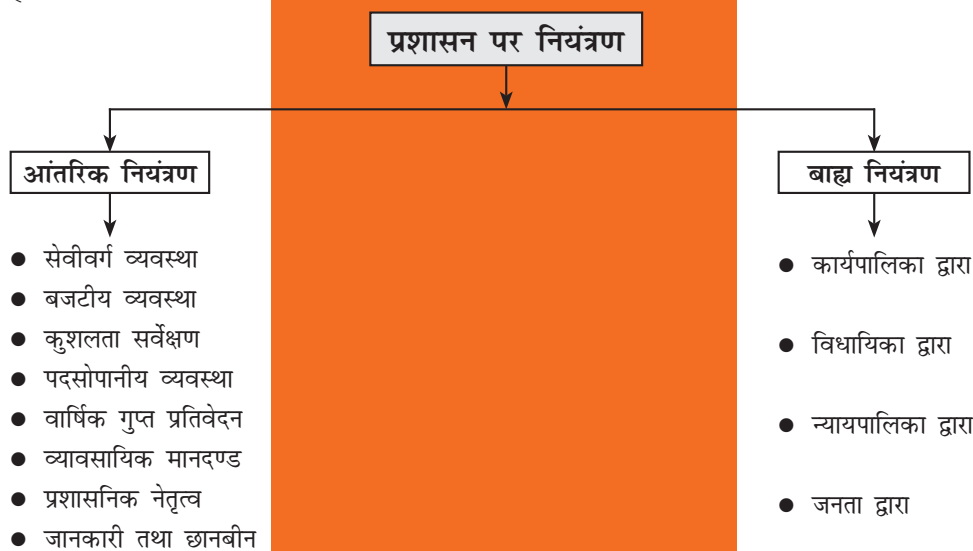 प्रशासन पर नियंत्रण
आंतरिक नियंत्रण
सेवीवर्ग व्यवस्था
बजटीय व्यवस्था
कुशलता सर्वेक्षण
पदसोपानीय व्यवस्था
वार्षिक गुप्त प्रतिवेदन
व्यावसायिक मानदण्ड
प्रशासनिक नेतृत्व
जानकारी तथा छानबीन
बाह्य नियंत्रण
कार्यपालिका द्वारा
विधायिका द्वारा
न्यायपालिका द्वारा
जनता द्वारा